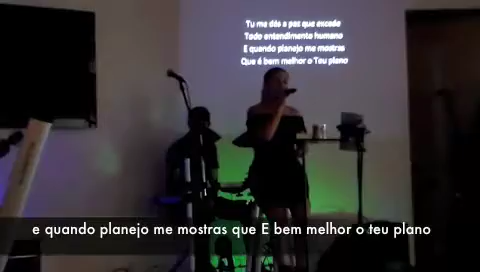 Tu me dás a paz que excede
Todo entendimento humano
E quando planejo me mostras
Que é bem melhor o Teu plano
e quando planejo me mostras que E bem melhor o teu plano